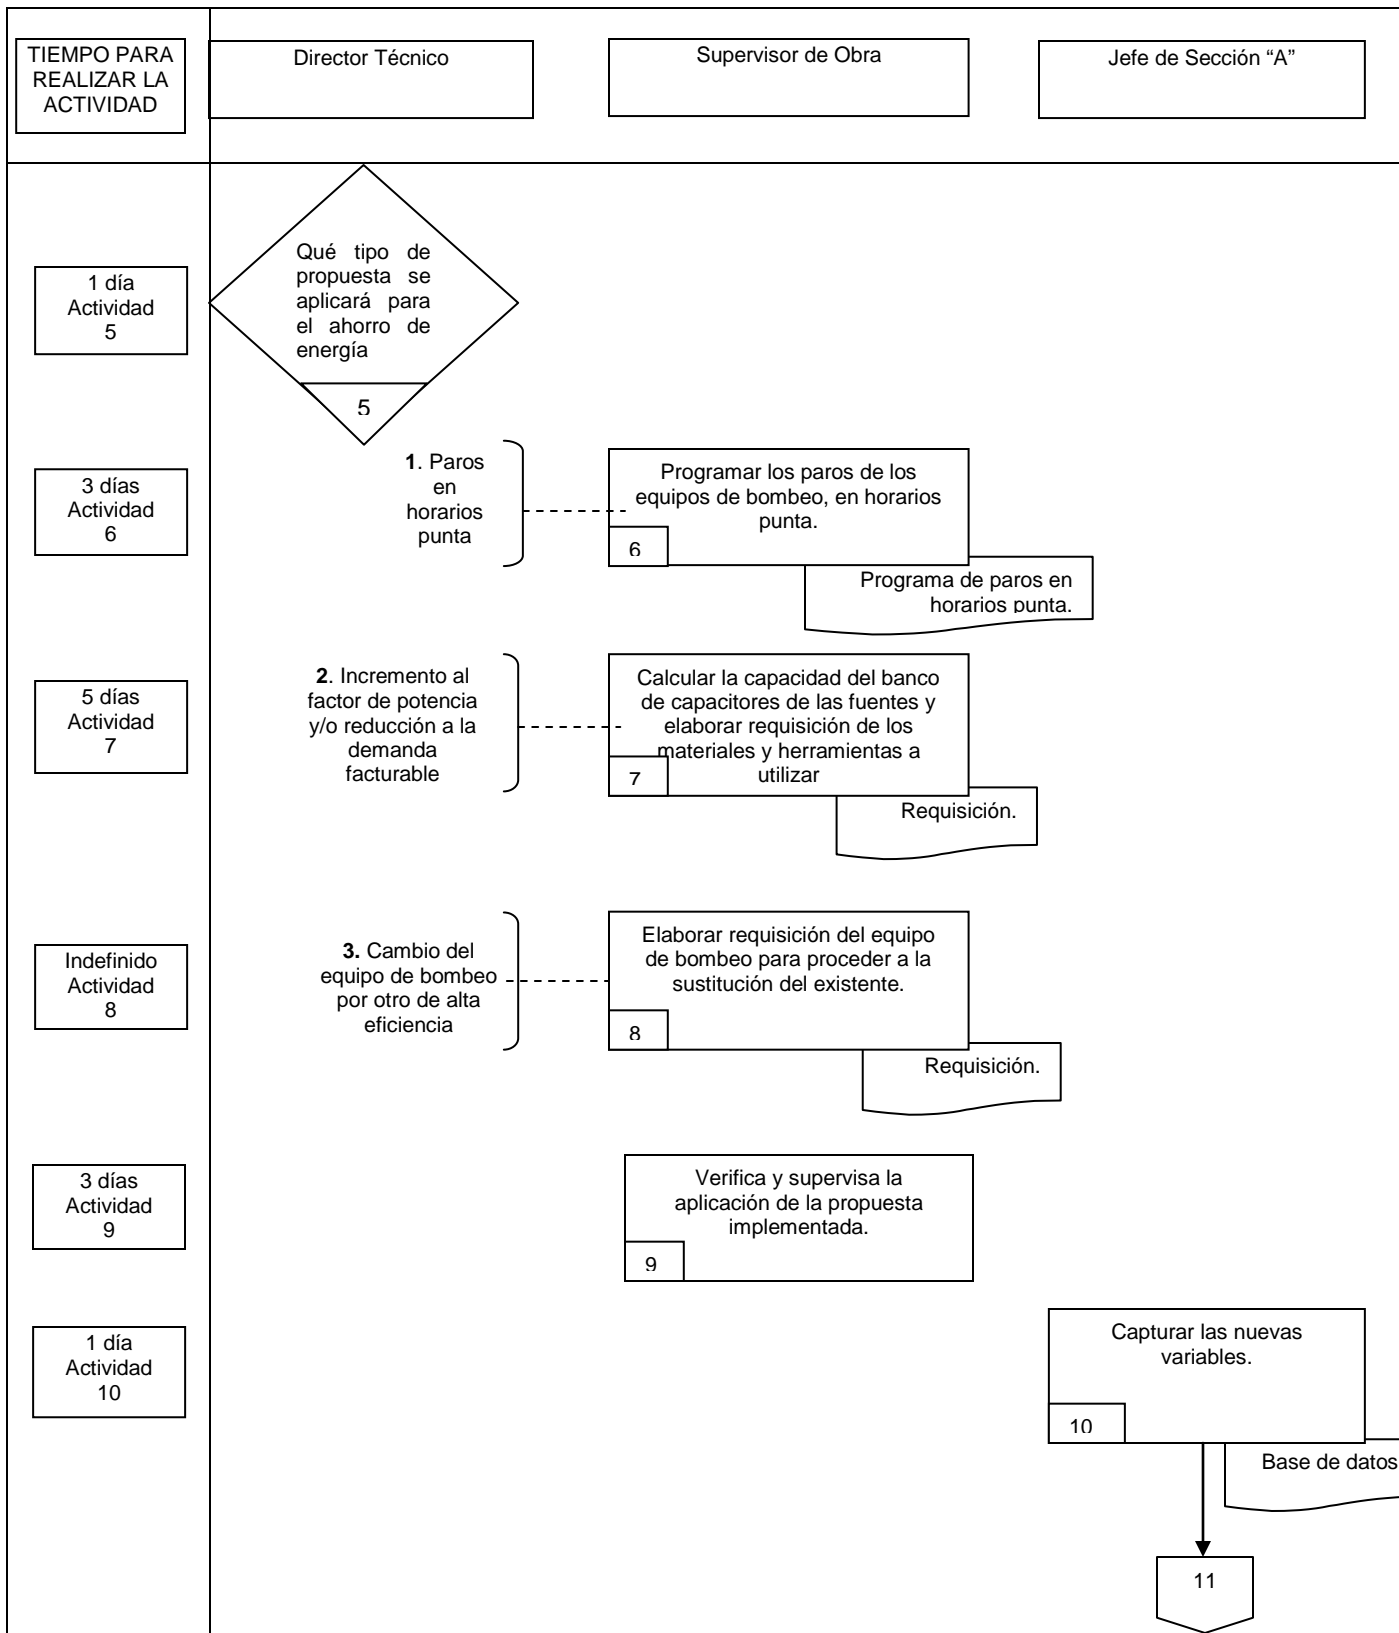 TIEMPO PARA
REALIZAR LA
ACTIVIDAD
Director Técnico
Supervisor de Obra
Jefe de Sección “A”
1 día
Actividad
5
Qué tipo de
propuesta se
aplicará para
el ahorro de
energía
5
3 días
Actividad
6
1. Paros
en
horarios
punta
Programar los paros de los
equipos de bombeo, en horarios
punta.
6
Programa de paros en
horarios punta.
5 días
Actividad
7
2. Incremento al
factor de potencia
y/o reducción a la
demanda
facturable
Calcular la capacidad del banco
de capacitores de las fuentes y
elaborar requisición de los
materiales y herramientas a
utilizar
7
Requisición.
Indefinido
Actividad
8
3. Cambio del
equipo de bombeo
por otro de alta
eficiencia
Elaborar requisición del equipo
de bombeo para proceder a la
sustitución del existente.
8
Requisición.
3 días
Actividad
9
Verifica y supervisa la
aplicación de la propuesta
implementada.
9
1 día
Actividad
10
Capturar las nuevas
variables.
10
Base de datos
11